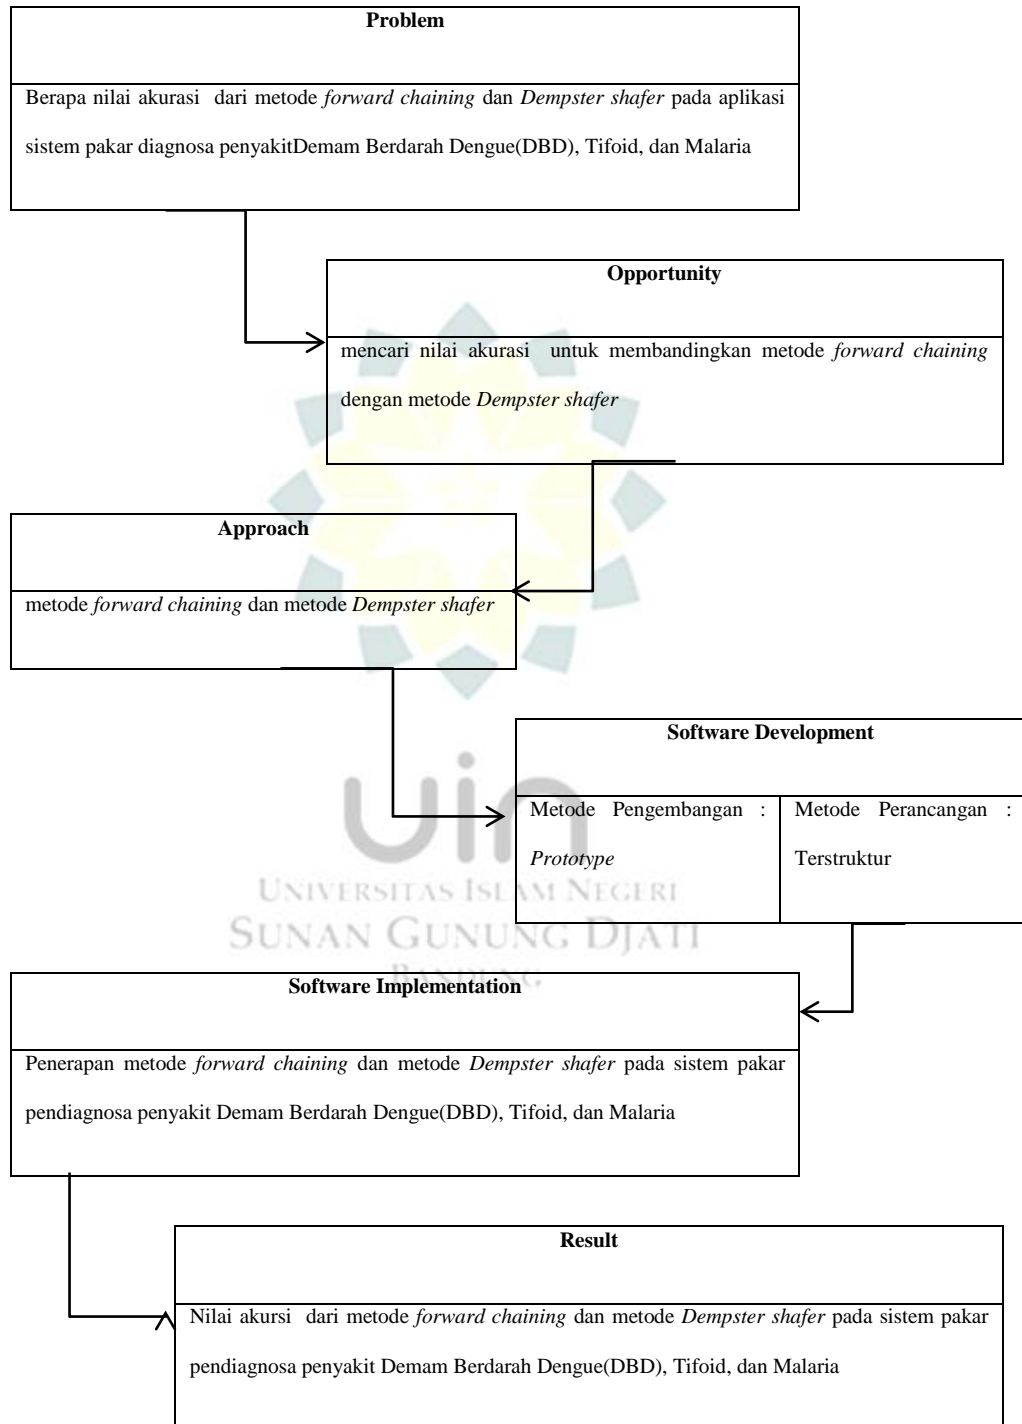 Problem
Berapa nilai akurasi dari metode forward chaining dan Dempster shafer pada aplikasi
sistem pakar diagnosa penyakitDemam Berdarah Dengue(DBD), Tifoid, dan Malaria
Opportunity
mencari nilai akurasi untuk membandingkan metode forward chaining
dengan metode Dempster shafer
Approach
metode forward chaining dan metode Dempster shafer
Software Development
Metode Pengembangan :
Prototype
Metode Perancangan :
Terstruktur
uin
UNIVERSITAS ISLAM NEGERI
SUNAN GUNUNG DJATI
BANDUNG
Software Implementation
Penerapan metode forward chaining dan metode Dempster shafer pada sistem pakar
pendiagnosa penyakit Demam Berdarah Dengue(DBD), Tifoid, dan Malaria
Result
Nilai akursi dari metode forward chaining dan metode Dempster shafer pada sistem pakar
pendiagnosa penyakit Demam Berdarah Dengue(DBD), Tifoid, dan Malaria